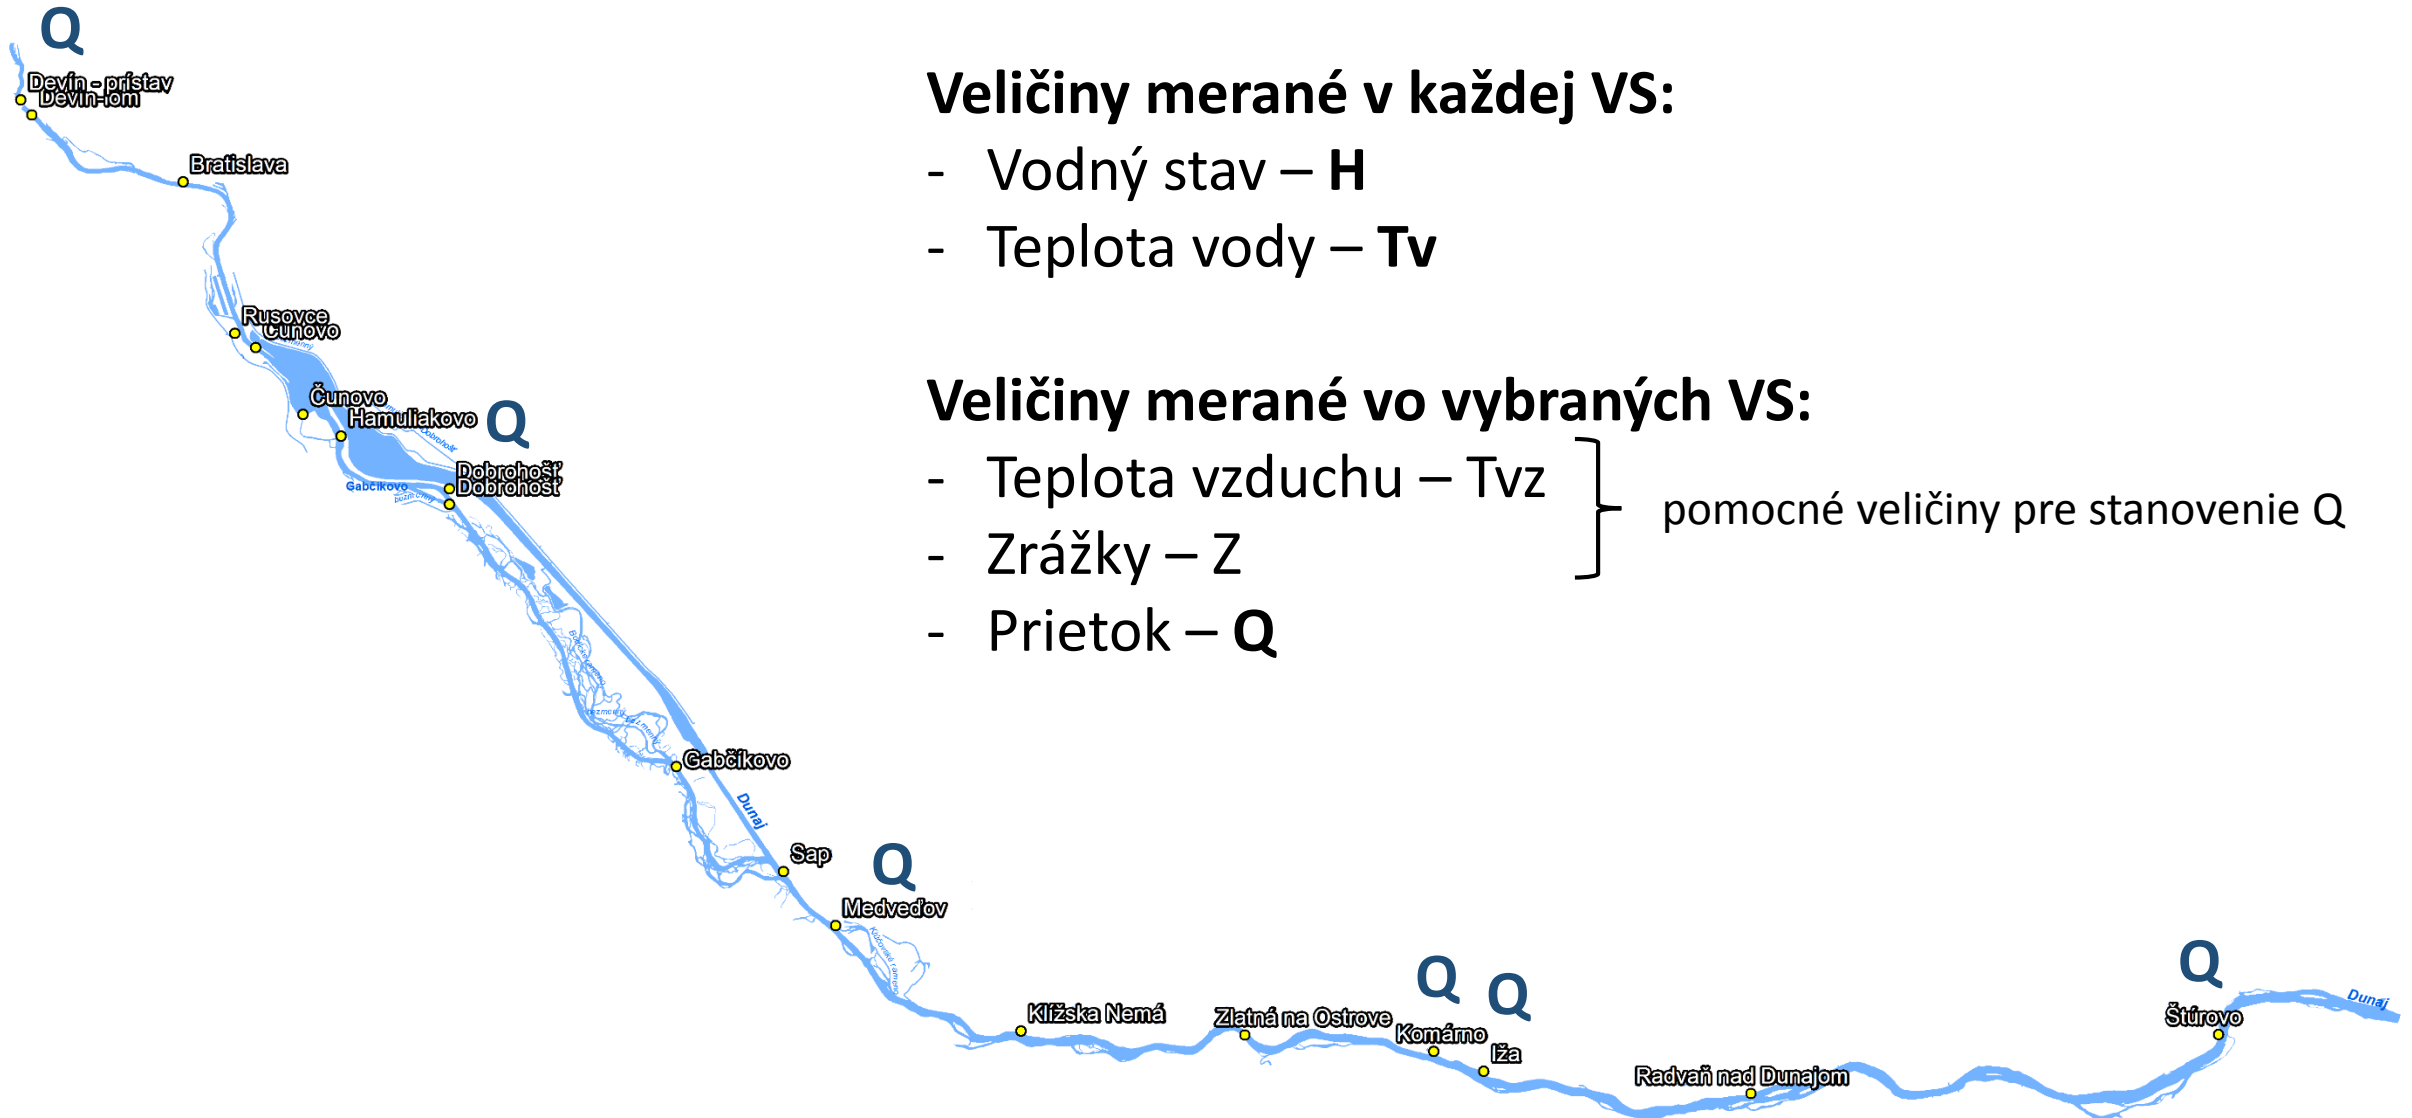 Q
Devín - prístav
Devín-lom
Bratislava
Rusovce
Čunovo
Čunovo
Hamuliakovo
Q
Dobrohošť
Dobrohošť
Dobrohošť
Gabčíkovo
Gabčíkovo
Dunaj
Sap
Q
Medveďov
Klížska Nemá
Zlatná na Ostrove
Q
Komárno
Q
Iža
Radvaň nad Dunajom
Q
Štúrovo
Dunaj
Veličiny merané v každej VS:
- Vodný stav – H
- Teplota vody – Tv
Veličiny merané vo vybraných VS:
- Teplota vzduchu – Tvz
- Zrážky – Z
- Prietok – Q
pomocné veličiny pre stanovenie Q